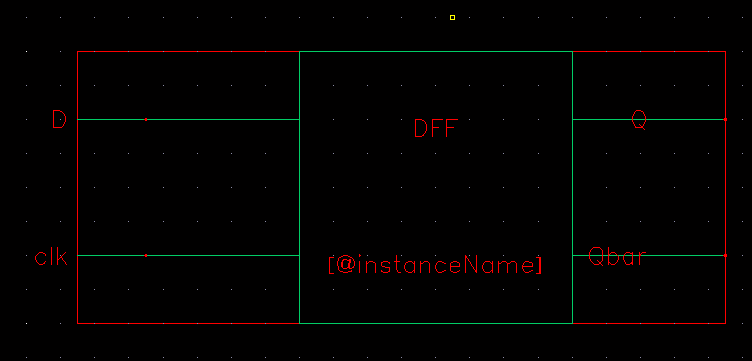 D
DFF
Q
clk
[@instanceName]
Qbar